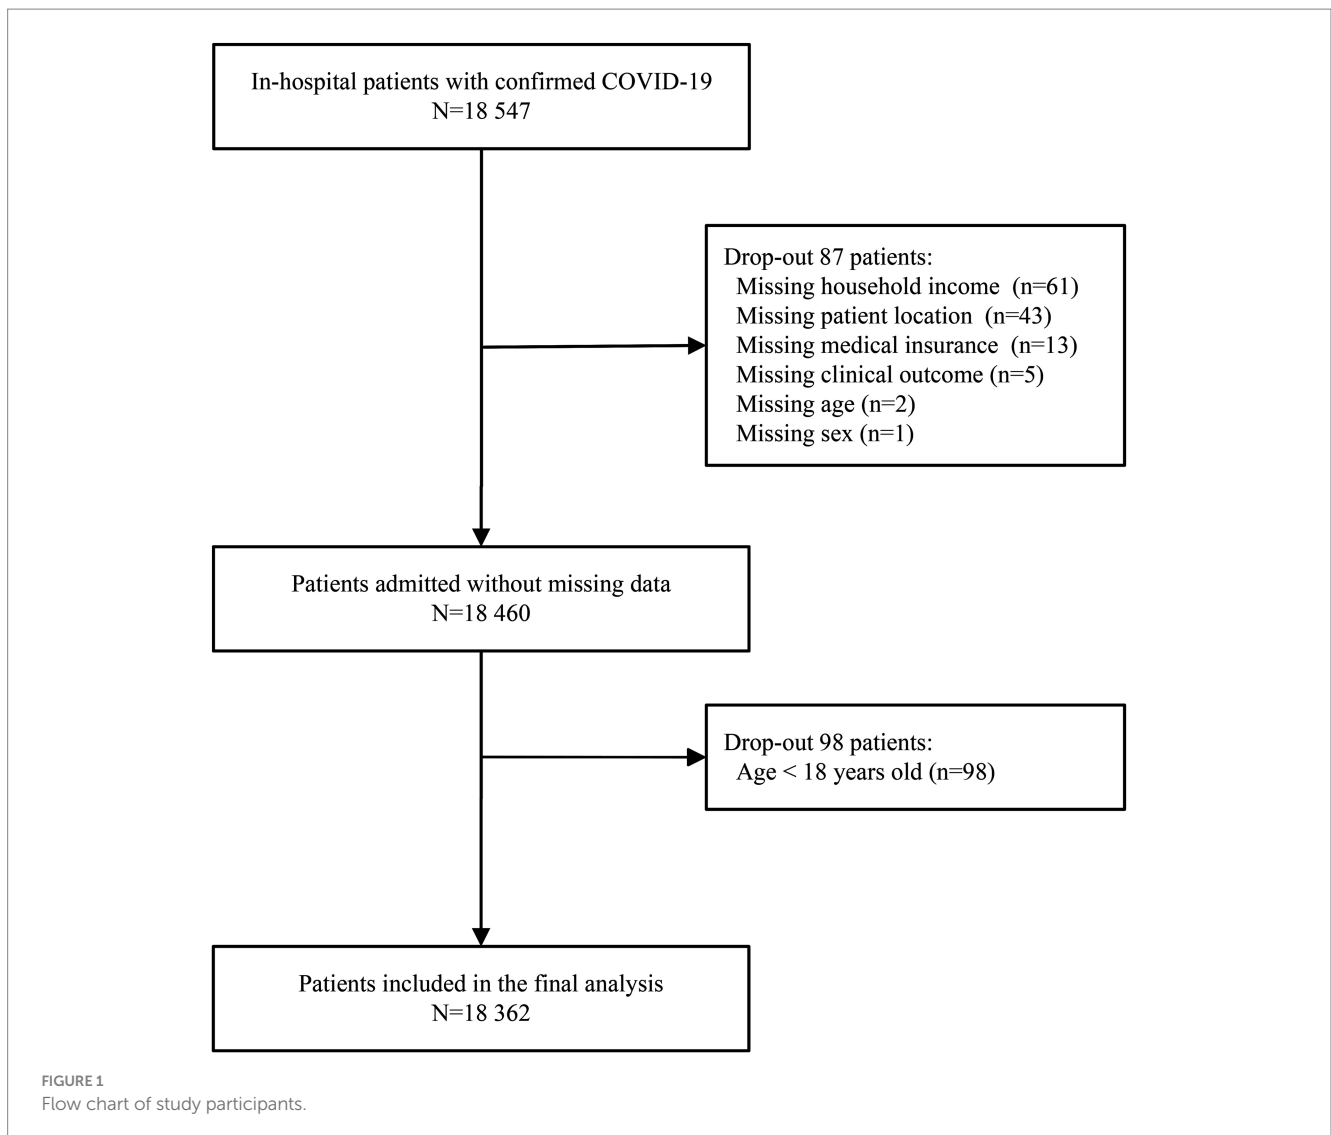 In-hospital patients with confirmed COVID-19
N=18 547
Drop-out 87 patients:
Missing household income (n=61)
Missing patient location (n=43)
Missing medical insurance (n=13)
Missing clinical outcome (n=5)
Missing age (n=2)
Missing sex (n=1)
Patients admitted without missing data
N=18 460
Drop-out 98 patients:
Age < 18 years old (n=98)
Patients included in the final analysis
N=18 362
FIGURE 1
Flow chart of study participants.